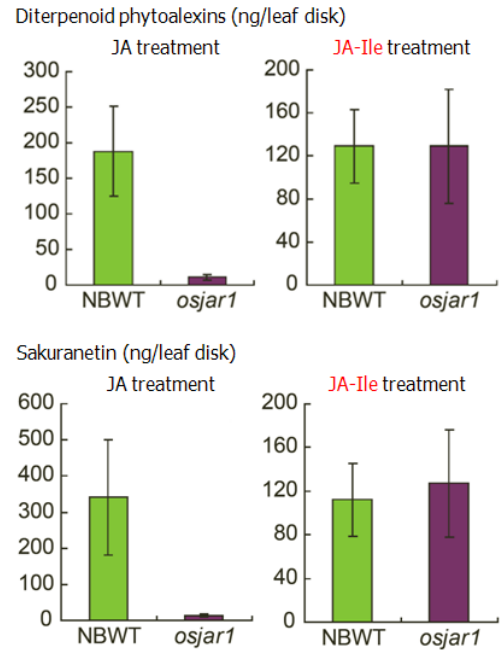 Diterpenoid phytoalexins (ng/leaf disk)
JA treatment
300
250
200
150
100
50
0
NBWT osjar1
JA-Ile treatment
200
160
120
80
40
0
NBWT osjar1
Sakuranetin (ng/leaf disk)
JA treatment
600
500
400
300
200
100
0
NBWT osjar1
JA-Ile treatment
200
160
120
80
40
0
NBWT osjar1